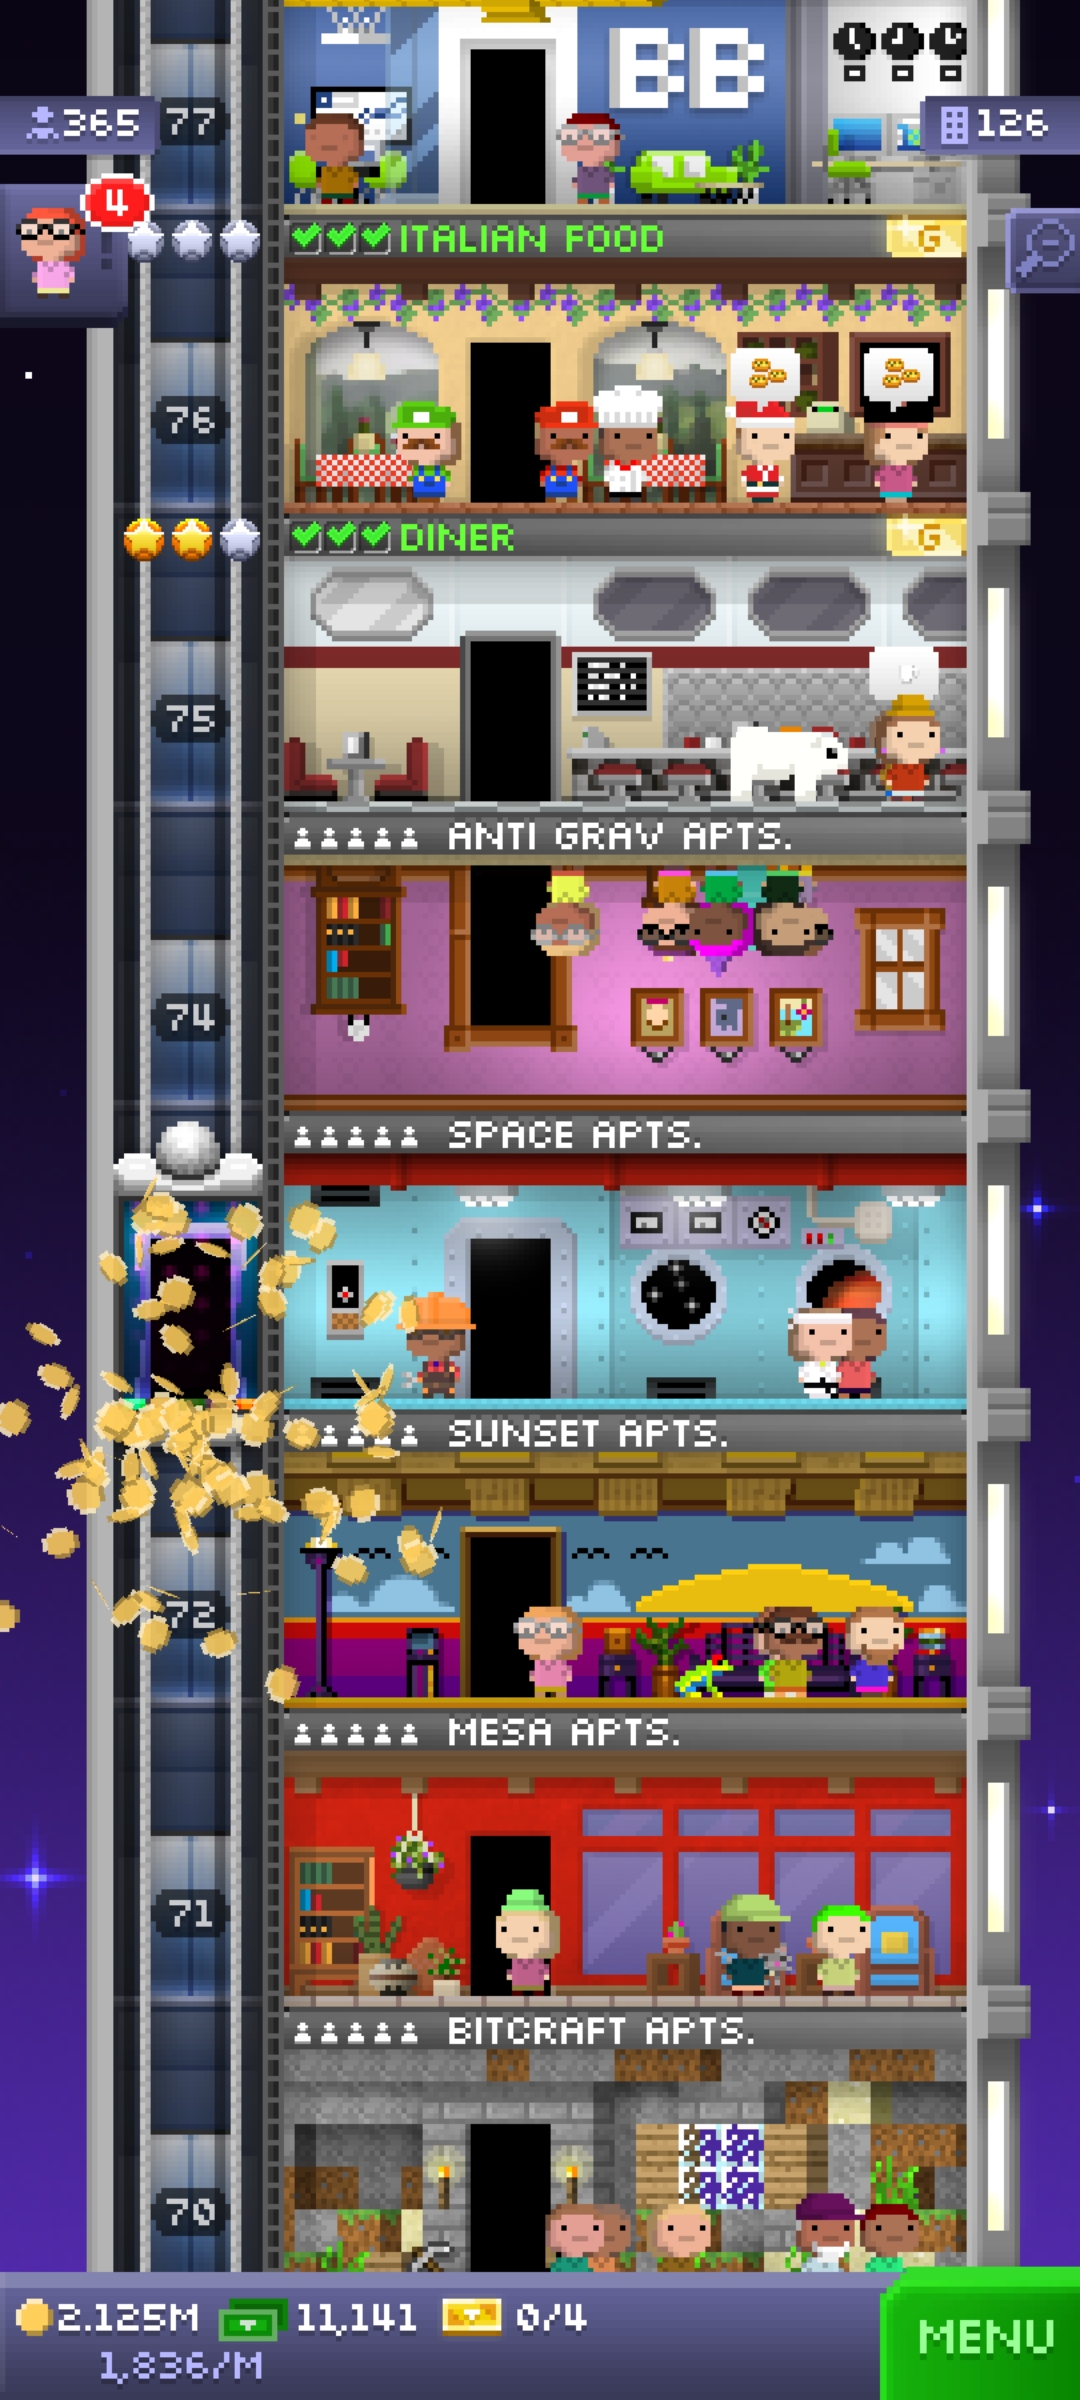 BB
365
77
126
4
ITALIAN FOOD
G
76
DINER
G
75
ANTI GRAV APTS.
74
SPACE APTS.
SUNSET APTS.
72
MESA APTS.
71
BITCRAFT APTS.
70
2.125M 11,141 0/4
1,836/M
MENU